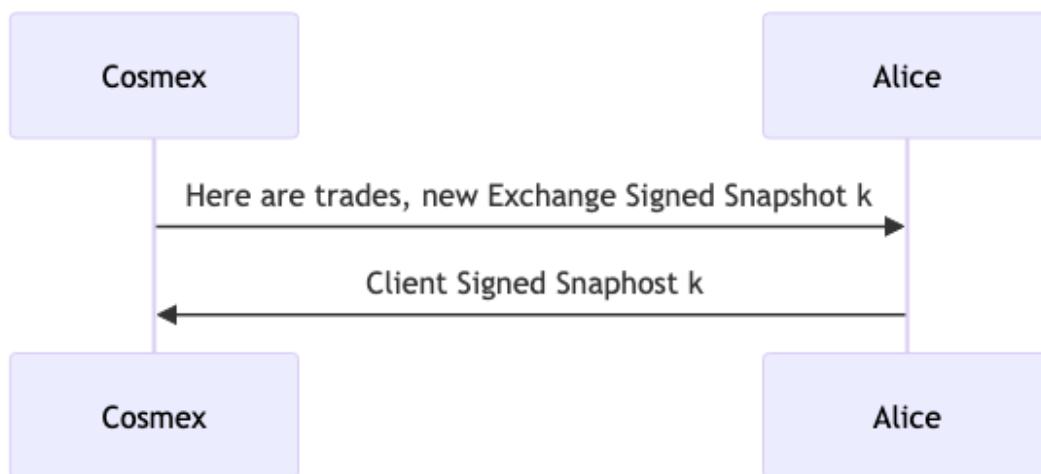 Cosmex
Alice
Here are trades, new Exchange Signed Snapshot k
Client Signed Snaphost k
Cosmex
Alice